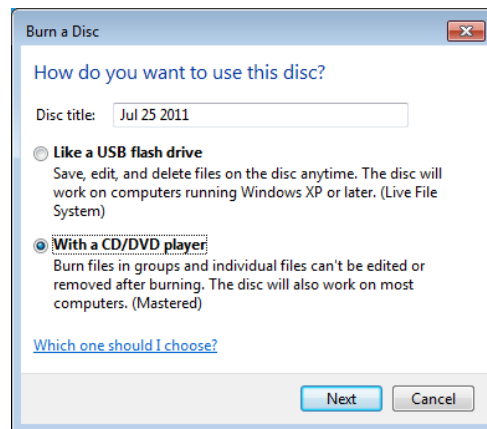 Burn a Disc
How do you want to use this disc?
Disc title: Jul 25 2011
Like a USB flash drive
Save, edit, and delete files on the disc anytime. The disc will
work on computers running Windows XP or later. (Live File
System)
With a CD/DVD player
Burn files in groups and individual files can't be edited or
removed after burning. The disc will also work on most
computers. (Mastered)
Which one should I choose?
Next Cancel